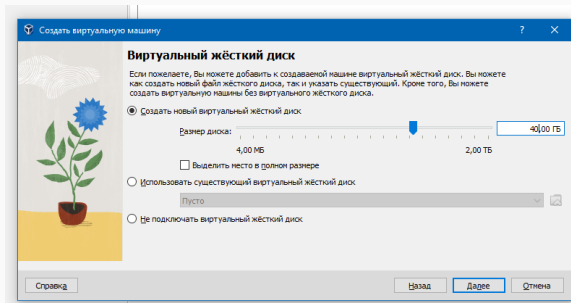 Создать виртуальную машину
Виртуальный жёсткий диск
Если пожелаете, Вы можете добавить к создаваемой машине виртуальный жёсткий диск. Вы можете
как создать новый файл жёсткого диска, так и указать существующий. Кроме того, Вы можете
создать виртуальную машины без виртуального жёсткого диска.
Создать новый виртуальный жёсткий диск
Размер диска:
40,00 ГБ
4,00 МБ 2,00 ТБ
Выделить место в полном размере
Использовать существующий виртуальный жёсткий диск
Пусто
Не подключать виртуальный жёсткий диск
Справка Назад Далее Отмена